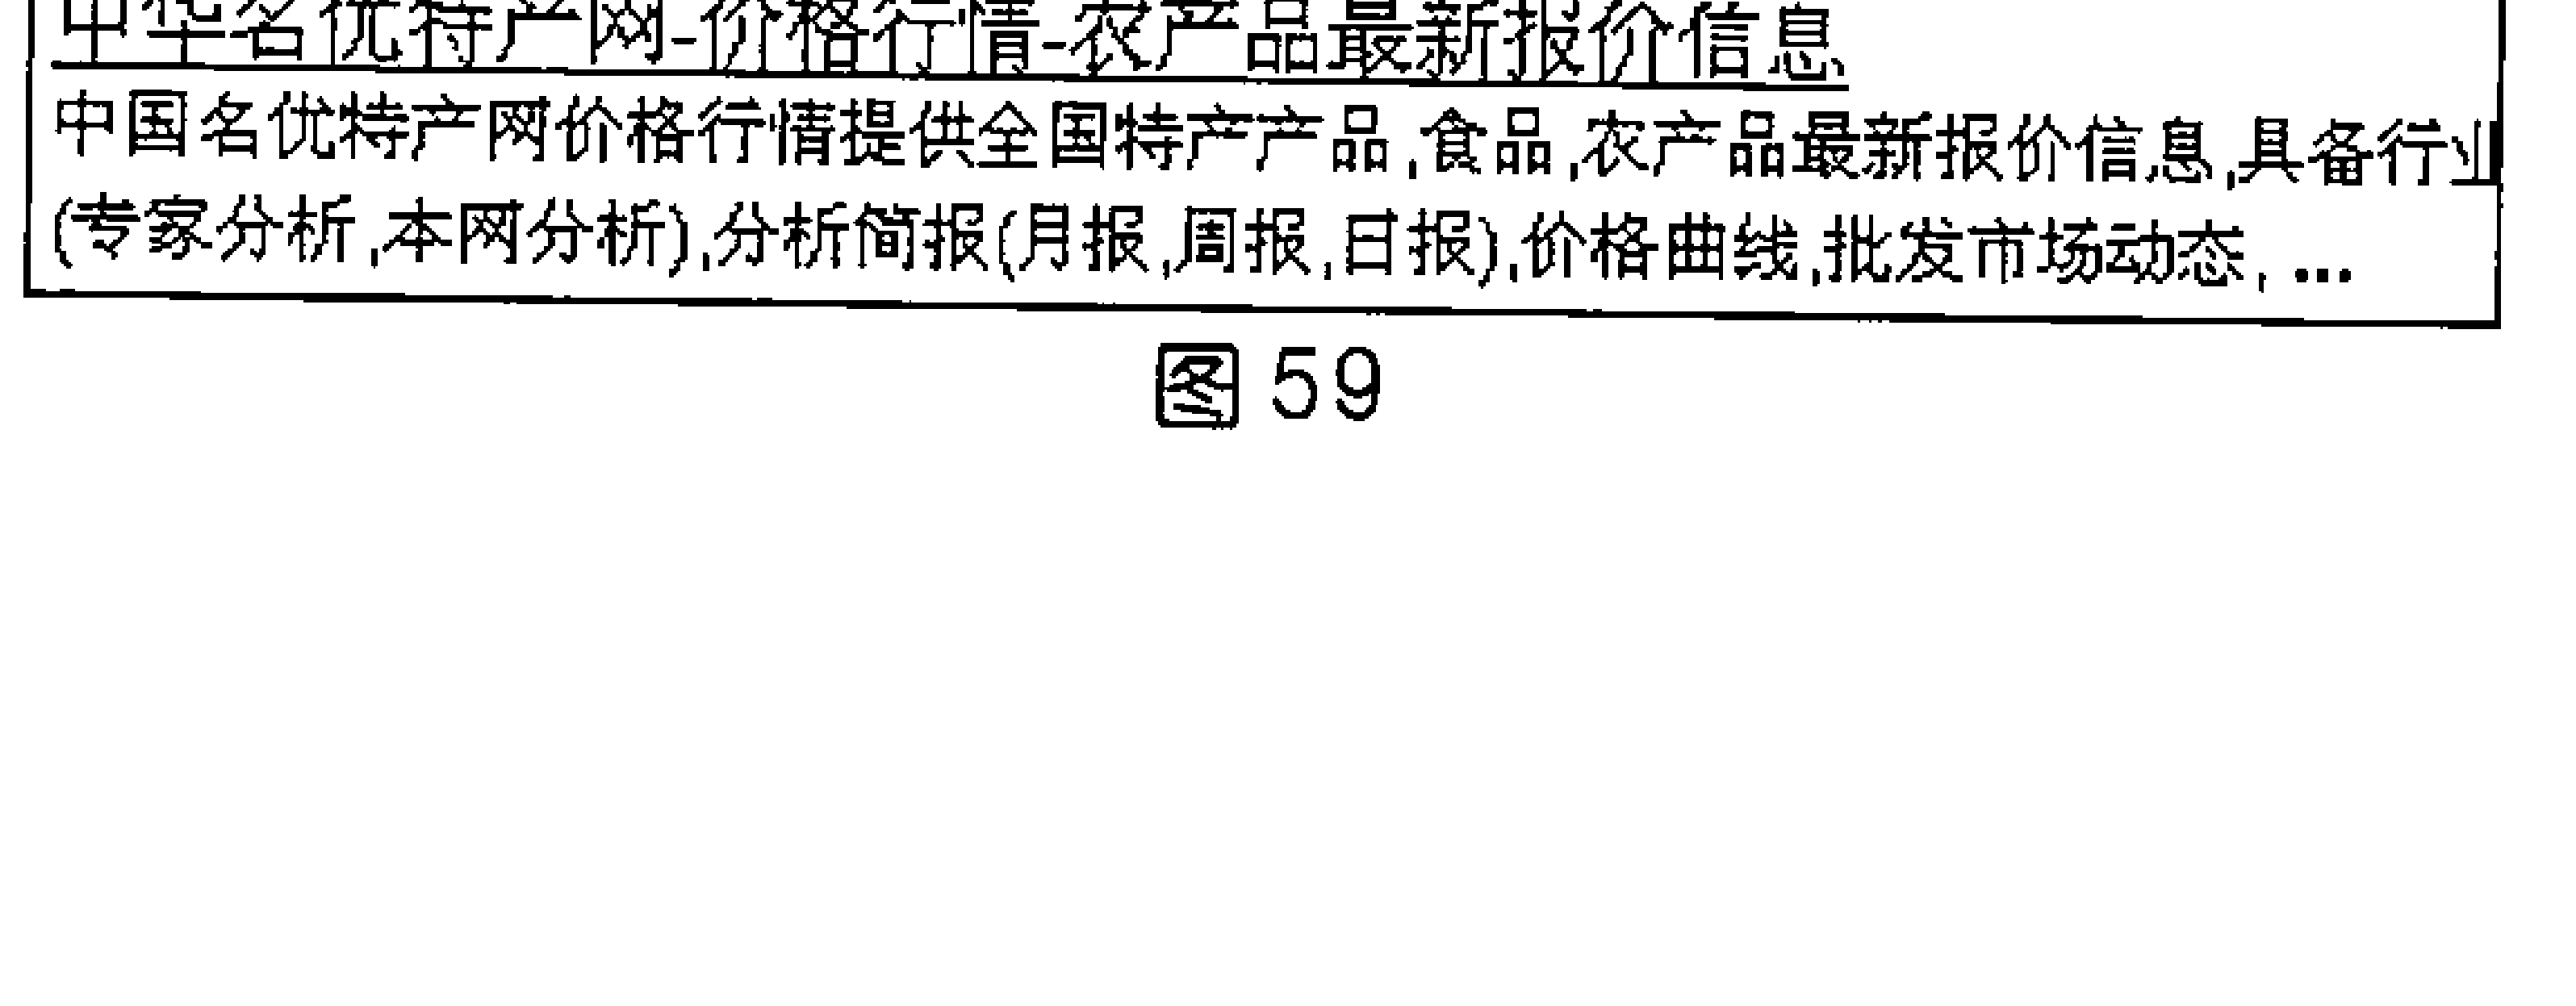 中华名优特产网-价格行情-农产品最新报价信息
中国名优特产网价格行情提供全国特产产品,食品,农产品最新报价信息,具备行业
(专家分析,本网分析),分析简报(月报,周报,日报),价格曲线,批发市场动态, ...
图 59